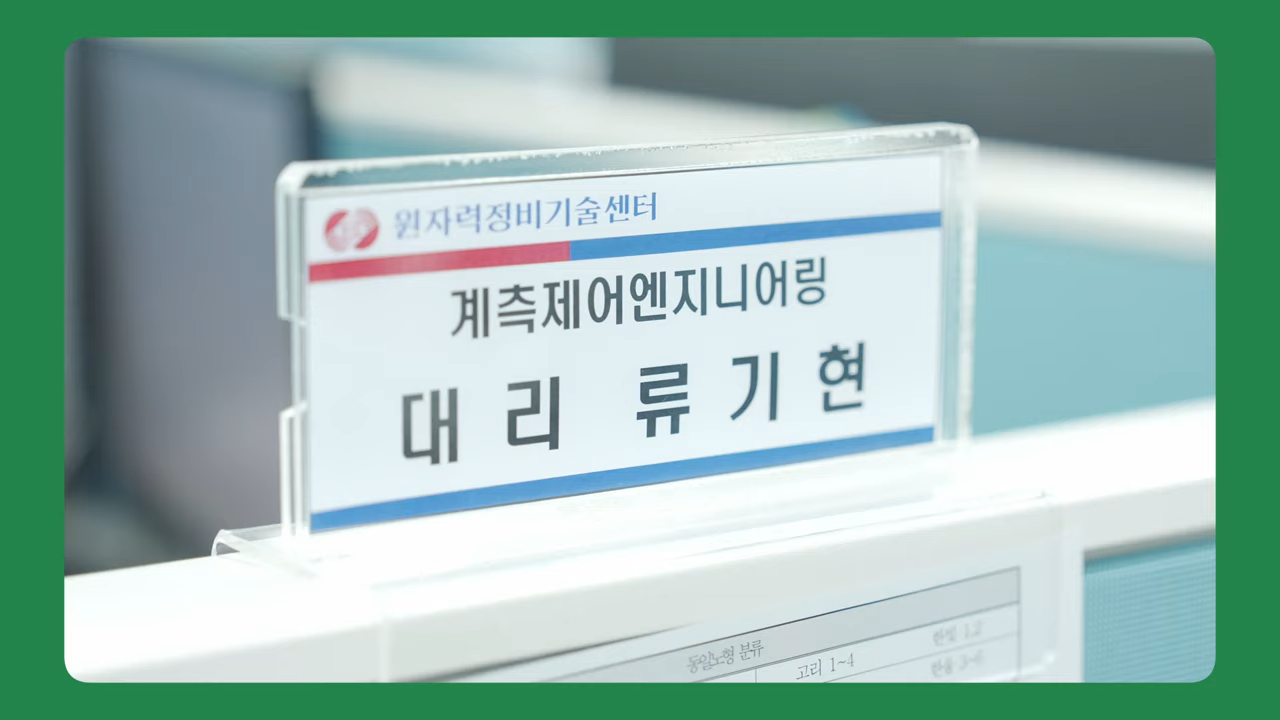 원자력정비기술센터
계측제어엔지니어링
대리 류기현
동일노형 분류
고리 1~4
한빛 1,2
한울 3~6